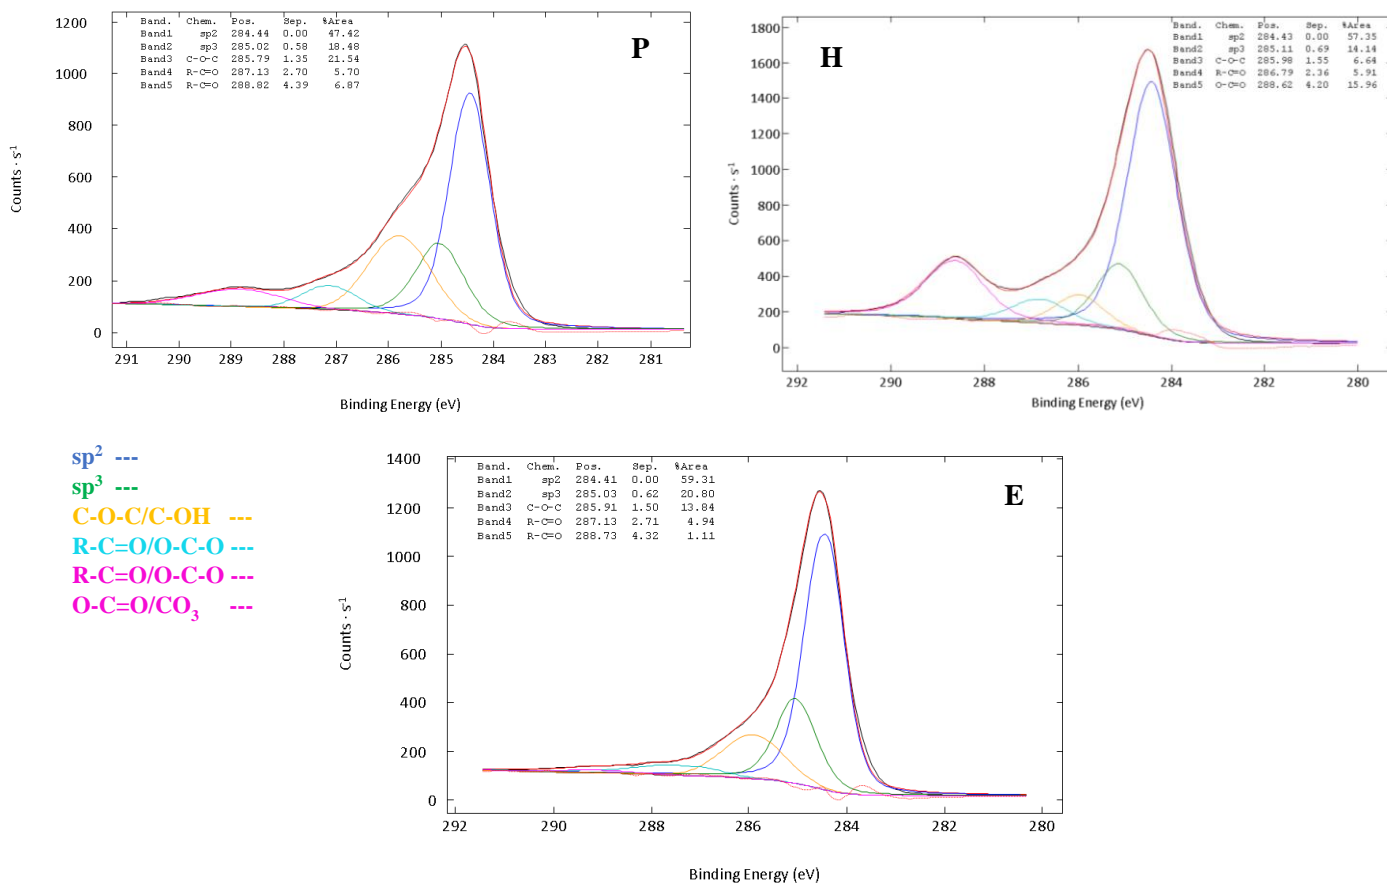 P
Band. Chem. Pos. Sep. %Area
Band1 sp2 284.44 0.00 47.42
Band2 sp3 285.02 0.58 18.48
Band3 C-O-C 285.79 1.35 21.54
Band4 R-C=O 287.13 2.70 5.70
Band5 R-C=O 288.82 4.39 6.87
1200
1000
800
600
400
200
0
Counts · s-1
291 290 289 288 287 286 285 284 283 282 281
Binding Energy (eV)
H
Band. Chem. Pos. Sep. %Area
Band1 sp2 284.43 0.00 57.35
Band2 sp3 285.11 0.69 14.14
Band3 C-O-C 285.98 1.55 6.64
Band4 R-C=O 286.79 2.36 5.91
Band5 O-C=O 288.62 4.20 15.96
1800
1600
1400
1200
1000
800
600
400
200
0
Counts · s-1
292 290 288 286 284 282 280
Binding Energy (eV)
sp2 ---
sp3 ---
C-O-C/C-OH ---
R-C=O/O-C-O ---
R-C=O/O-C-O ---
O-C=O/CO3 ---
E
Band. Chem. Pos. Sep. %Area
Band1 sp2 284.41 0.00 59.31
Band2 sp3 285.03 0.62 20.80
Band3 C-O-C 285.91 1.50 13.84
Band4 R-C=O 287.13 2.71 4.94
Band5 R-C=O 288.73 4.32 1.11
1400
1200
1000
800
600
400
200
0
Counts · s-1
292 290 288 286 284 282 280
Binding Energy (eV)